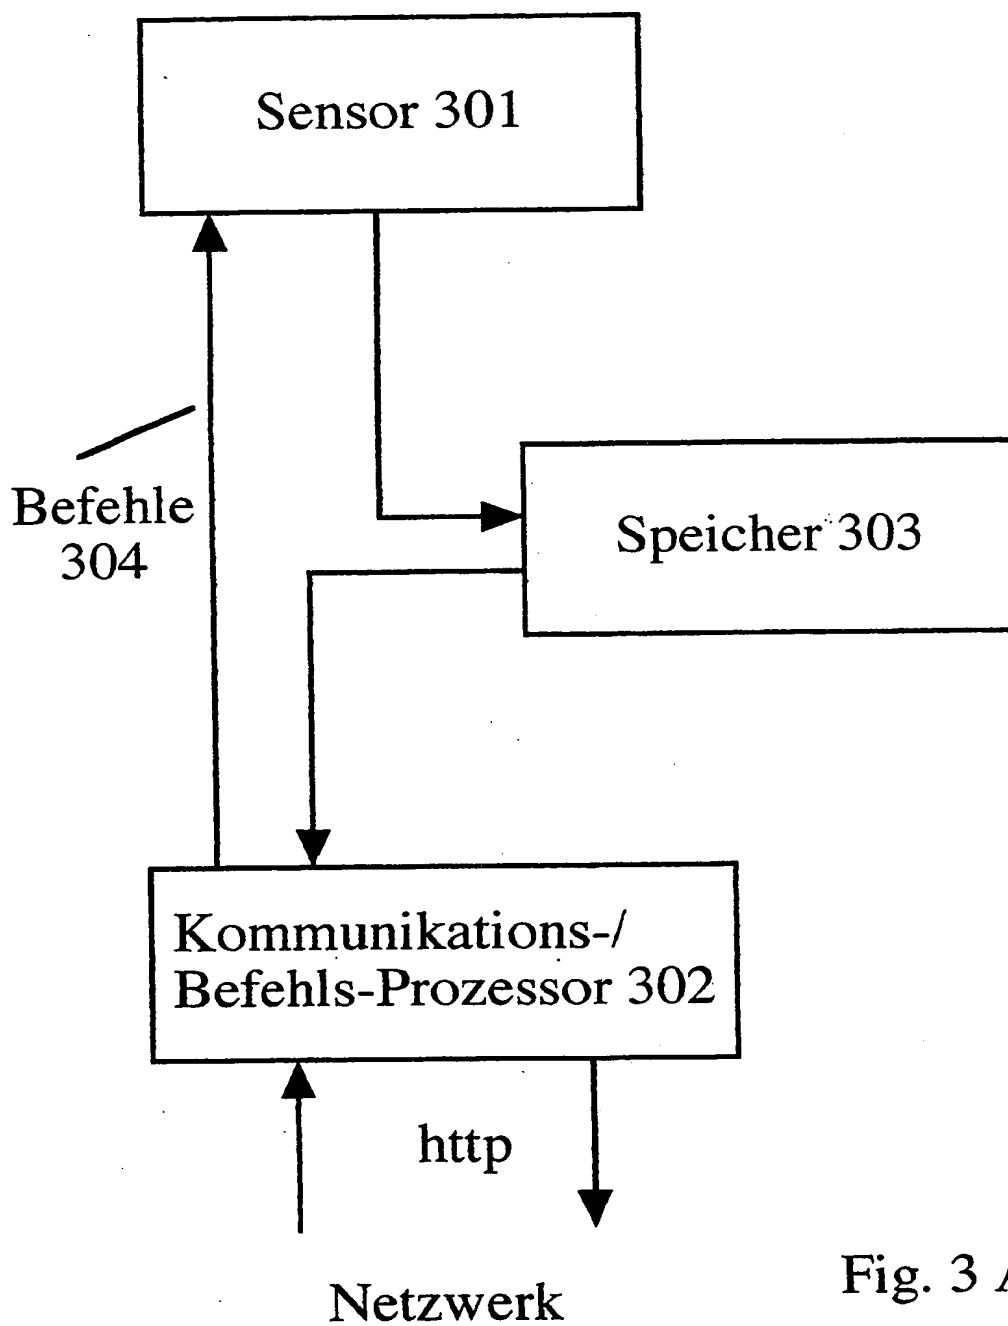 Sensor 301
Befehle
304
Speicher 303
Kommunikations-/
Befehls-Prozessor 302
http
Netzwerk
Fig. 3 A